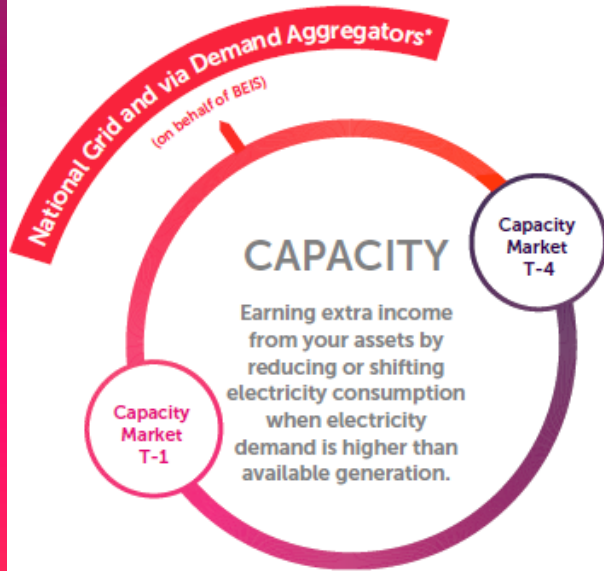 National Grid and via Demand Aggregators*
(on behalf of BEIS)
Capacity
Market
T-4
CAPACITY
Earning extra income
from your assets by
reducing or shifting
electricity consumption
when electricity
demand is higher than
available generation.
Capacity
Market
T-1